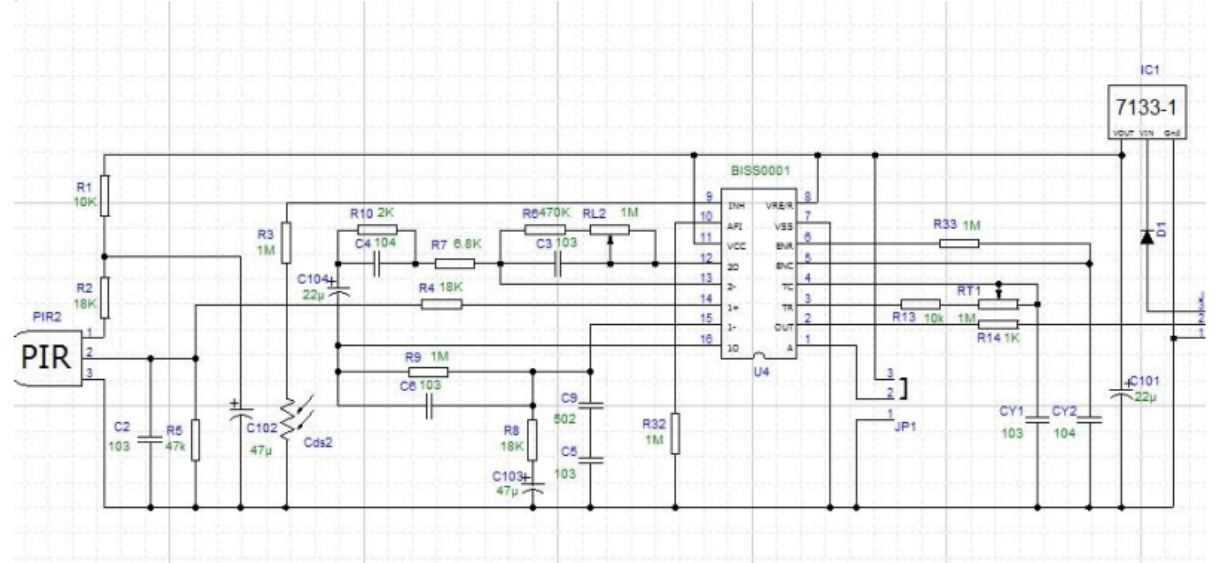 IC1
7133-1
VOUT VIN Gnd
D1
3
2
1
BISS0001
9 INH VRE/R 8
10 VSS 7
11 VCC ENR 6
12 2O ENC 5
13 2- TC 4
14 1+ TR 3
15 1- OUT 2
16 1O A 1
U4
R1
10K
R2
18K
R3
1M
R10 2K
C4 104
R7 6.8K
R6 470K
RL2 1M
C3 103
C104
22µ
R4 18K
R33 1M
RT1
1M
R13 10k
R14 1K
PIR2
PIR
1
2
3
R9 1M
C6 103
C2
103
R5
47k
C102
47µ
Cds2
R8
18K
C103
47µ
C9
502
C5
103
R32
1M
3
2
1
JP1
CY1
103
CY2
104
C101
22µ